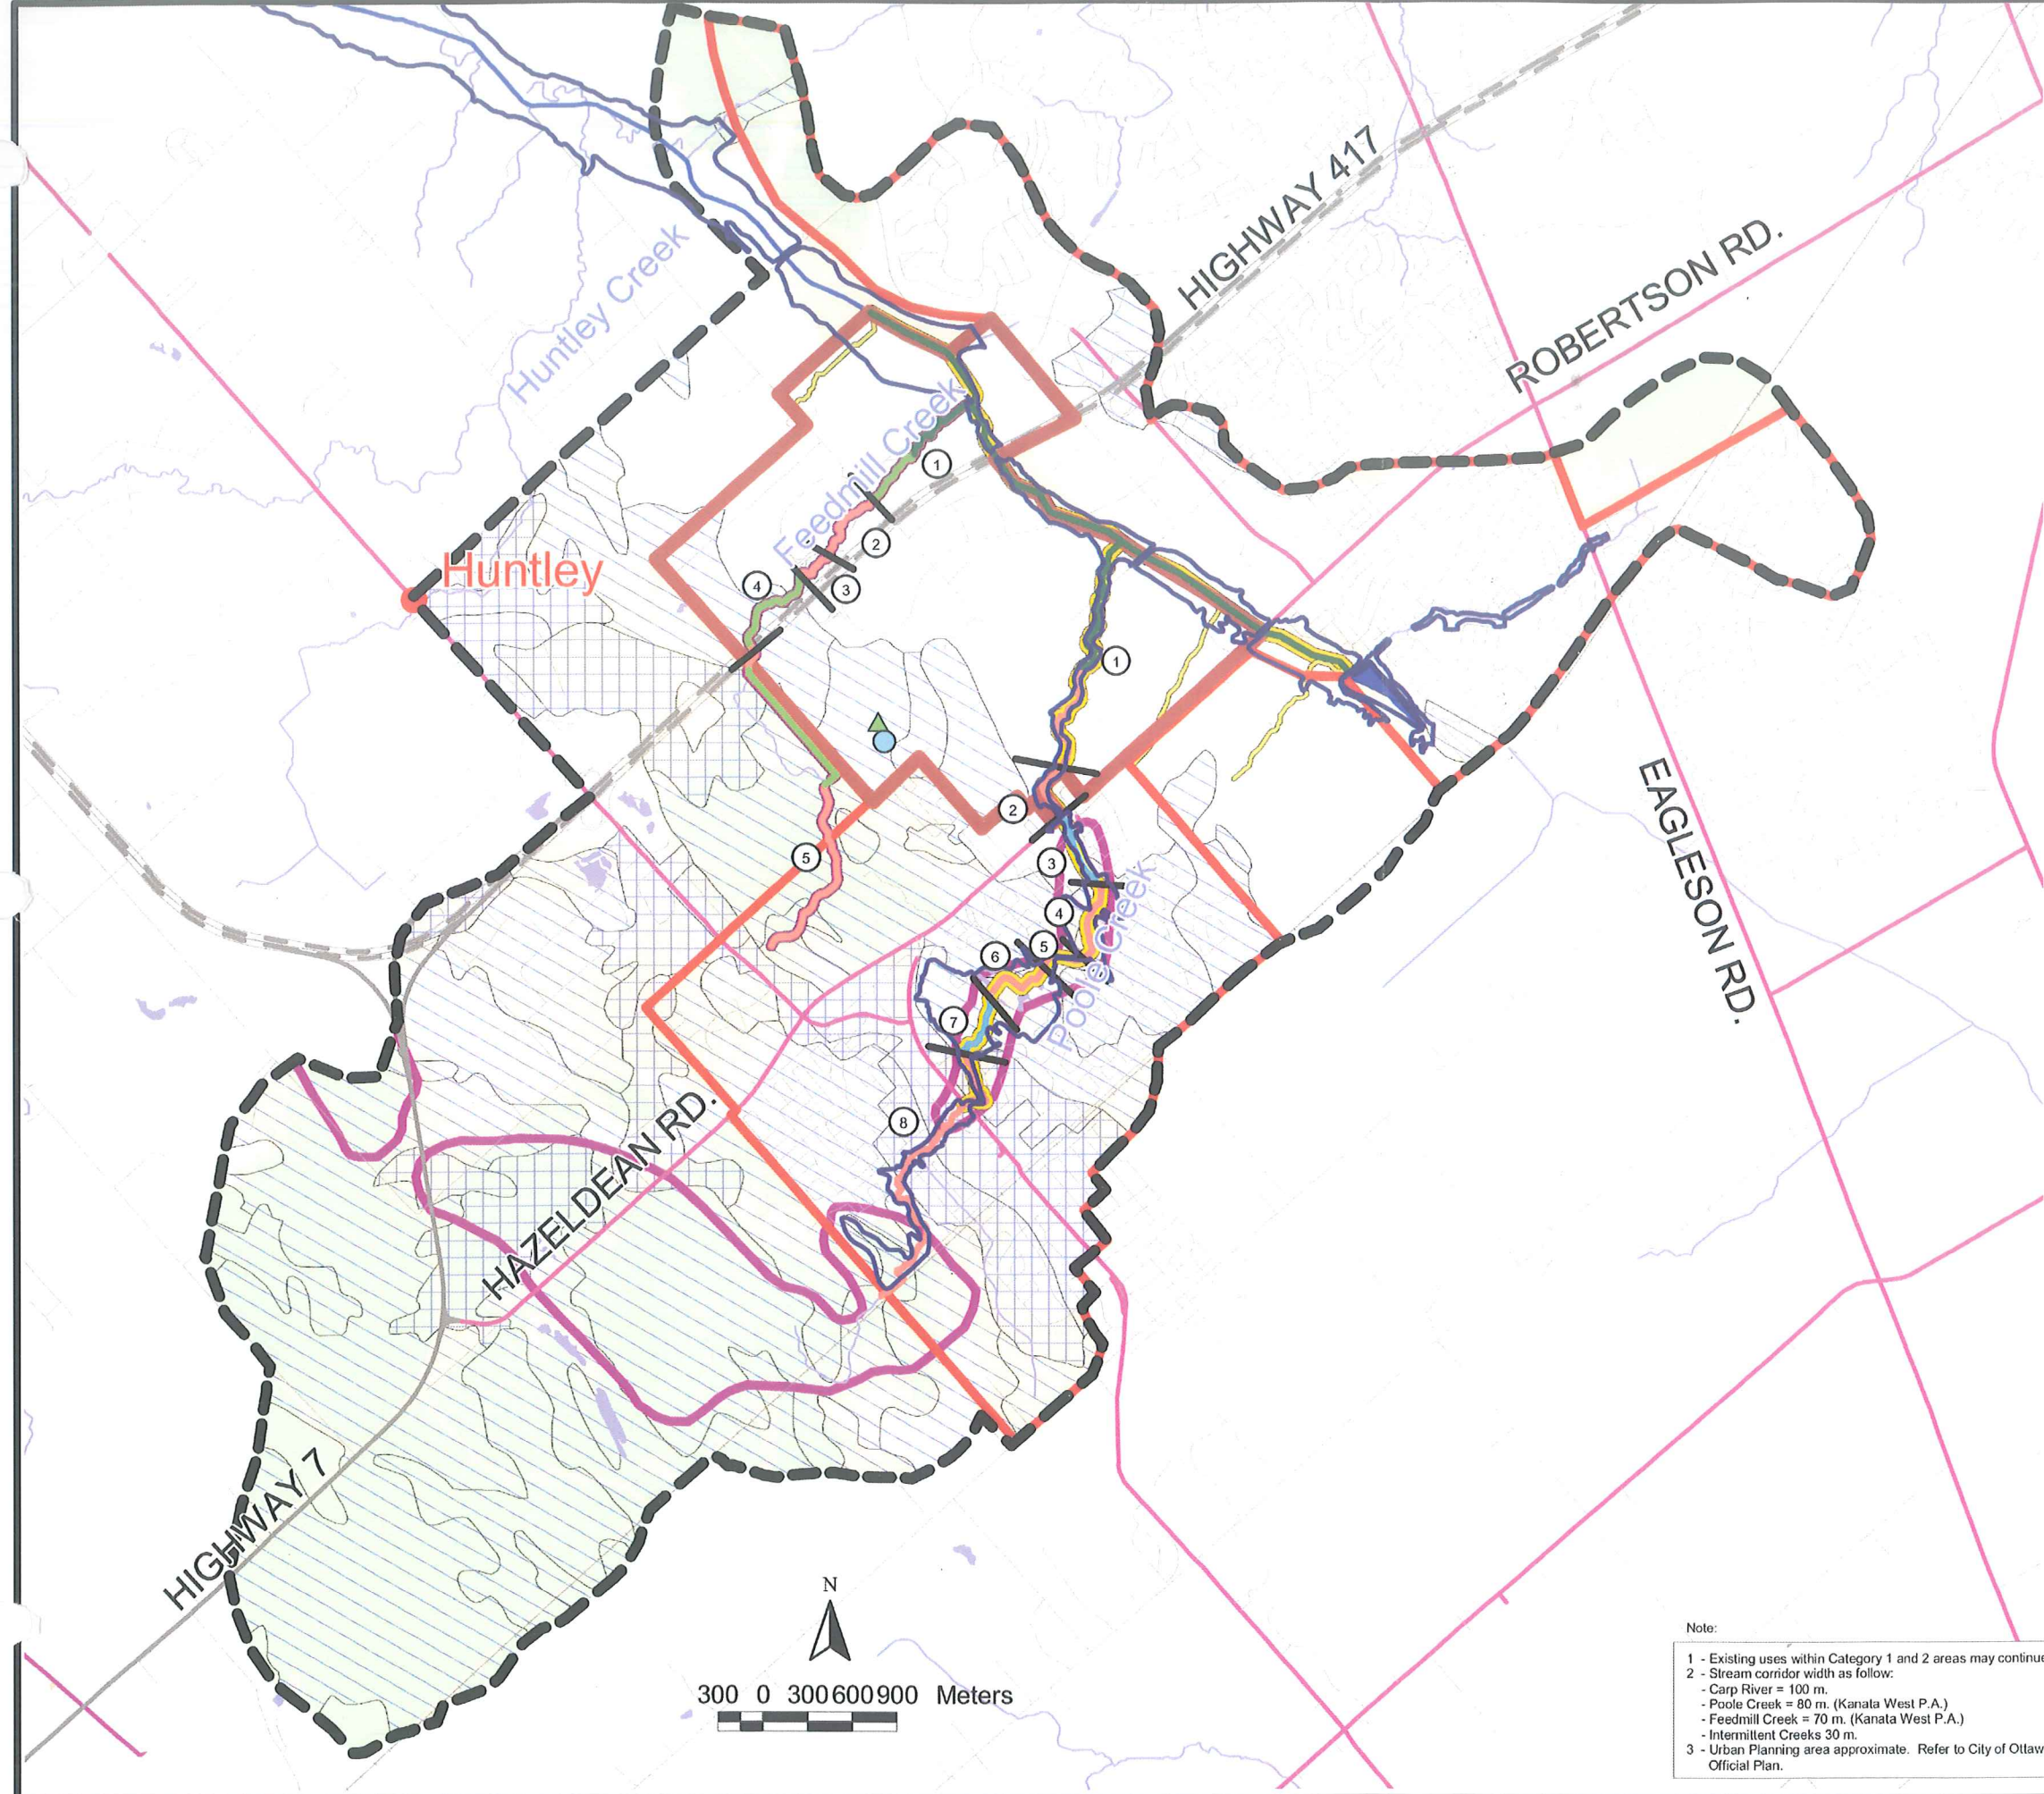 HIGHWAY 417
ROBERTSON RD.
Huntley Creek
Feedmill Creek
1
2
3
4
Huntley
1
2
5
3
4
5
6
7
8
Poole Creek
EAGLESON RD.
HAZELDEAN RD.
HIGHWAY 7
N
300 0 300 600 900 Meters
Note:
1 - Existing uses within Category 1 and 2 areas may continue
2 - Stream corridor width as follow:
- Carp River = 100 m.
- Poole Creek = 80 m. (Kanata West P.A.)
- Feedmill Creek = 70 m. (Kanata West P.A.)
- Intermittent Creeks 30 m.
3 - Urban Planning area approximate. Refer to City of Ottaw
Official Plan.